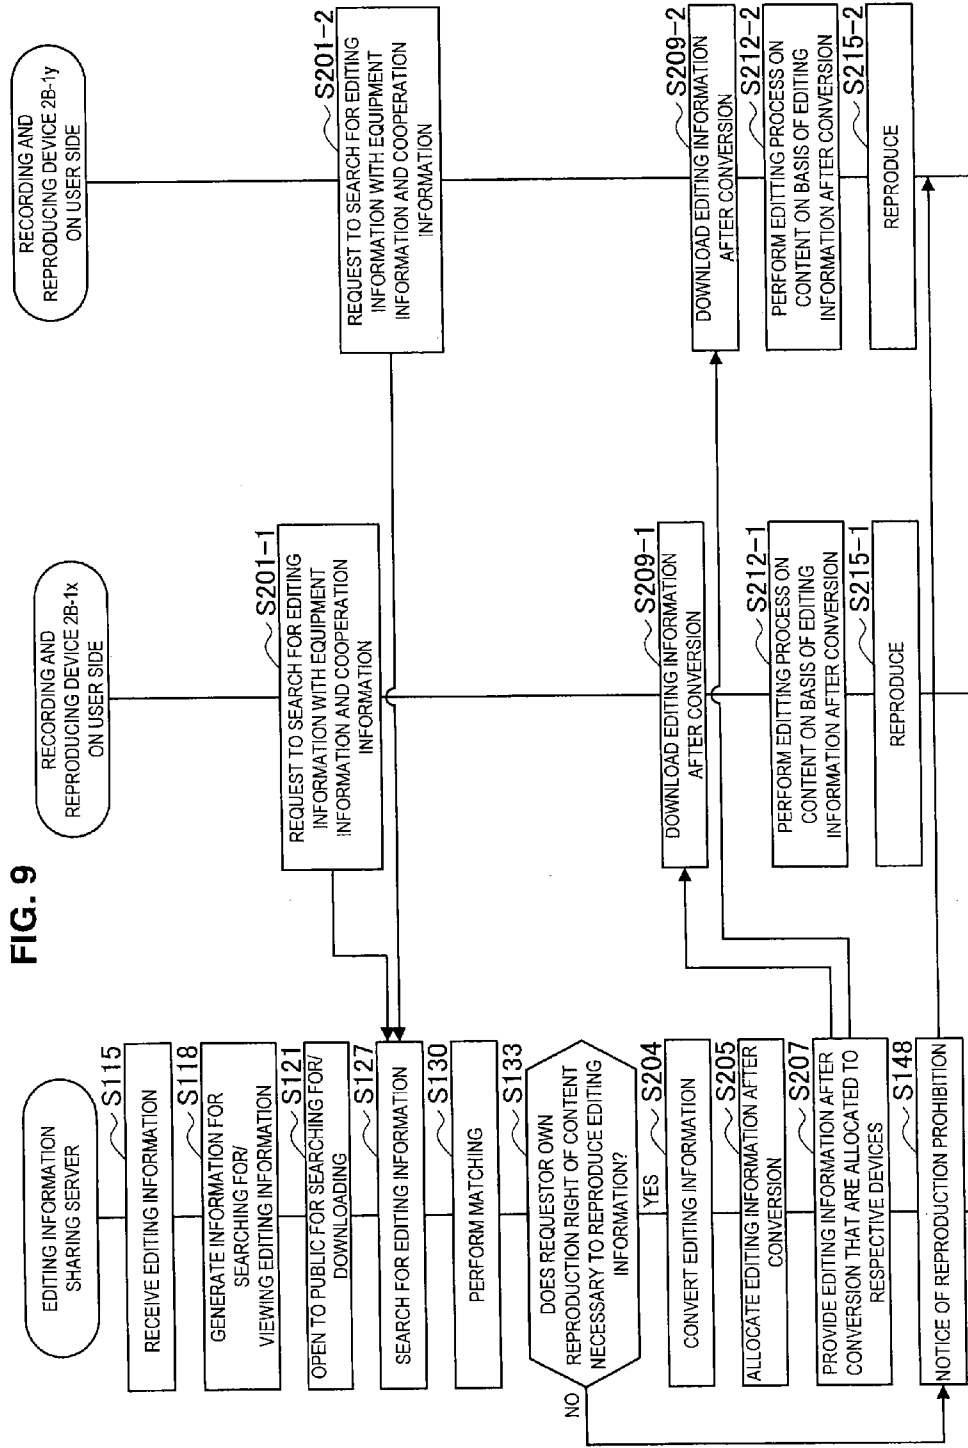 FIG. 9
EDITING INFORMATION
SHARING SERVER
S115
RECEIVE EDITING INFORMATION
S118
GENERATE INFORMATION FOR
SEARCHING FOR/
VIEWING EDITING INFORMATION
S121
OPEN TO PUBLIC FOR SEARCHING FOR/
DOWNLOADING
S127
SEARCH FOR EDITING INFORMATION
S130
PERFORM MATCHING
S133
DOES REQUESTOR OWN
REPRODUCTION RIGHT OF CONTENT
NECESSARY TO REPRODUCE EDITING
INFORMATION?
NO
YES
S204
CONVERT EDITING INFORMATION
S205
ALLOCATE EDITING INFORMATION AFTER
CONVERSION
S207
PROVIDE EDITING INFORMATION AFTER
CONVERSION THAT ARE ALLOCATED TO
RESPECTIVE DEVICES
S148
NOTICE OF REPRODUCTION PROHIBITION
RECORDING AND
REPRODUCING DEVICE 2B-1x
ON USER SIDE
S201-1
REQUEST TO SEARCH FOR EDITING
INFORMATION WITH EQUIPMENT
INFORMATION AND COOPERATION
INFORMATION
S209-1
DOWNLOAD EDITING INFORMATION
AFTER CONVERSION
S212-1
PERFORM EDITTING PROCESS ON
CONTENT ON BASIS OF EDITING
INFORMATION AFTER CONVERSION
S215-1
REPRODUCE
RECORDING AND
REPRODUCING DEVICE 2B-1y
ON USER SIDE
S201-2
REQUEST TO SEARCH FOR EDITING
INFORMATION WITH EQUIPMENT
INFORMATION AND COOPERATION
INFORMATION
S209-2
DOWNLOAD EDITING INFORMATION
AFTER CONVERSION
S212-2
PERFORM EDITTING PROCESS ON
CONTENT ON BASIS OF EDITING
INFORMATION AFTER CONVERSION
S215-2
REPRODUCE